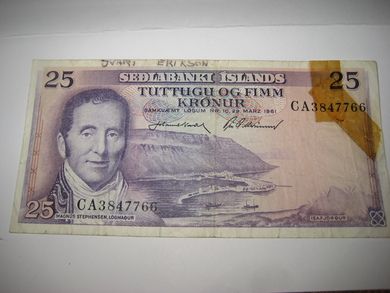 ERIKSON
25 SEÐLABANKI ÍSLANDS 25
TUTTUGU OG FIMM
KRÓNUR CA3847766
SAMKVÆMT LÖGUM NR. 10, 29. MARZ 1961
25 CA3847766
MAGNÚS STEPHENSEN, LÖGMAÐUR
ÍSAFJÖRÐUR